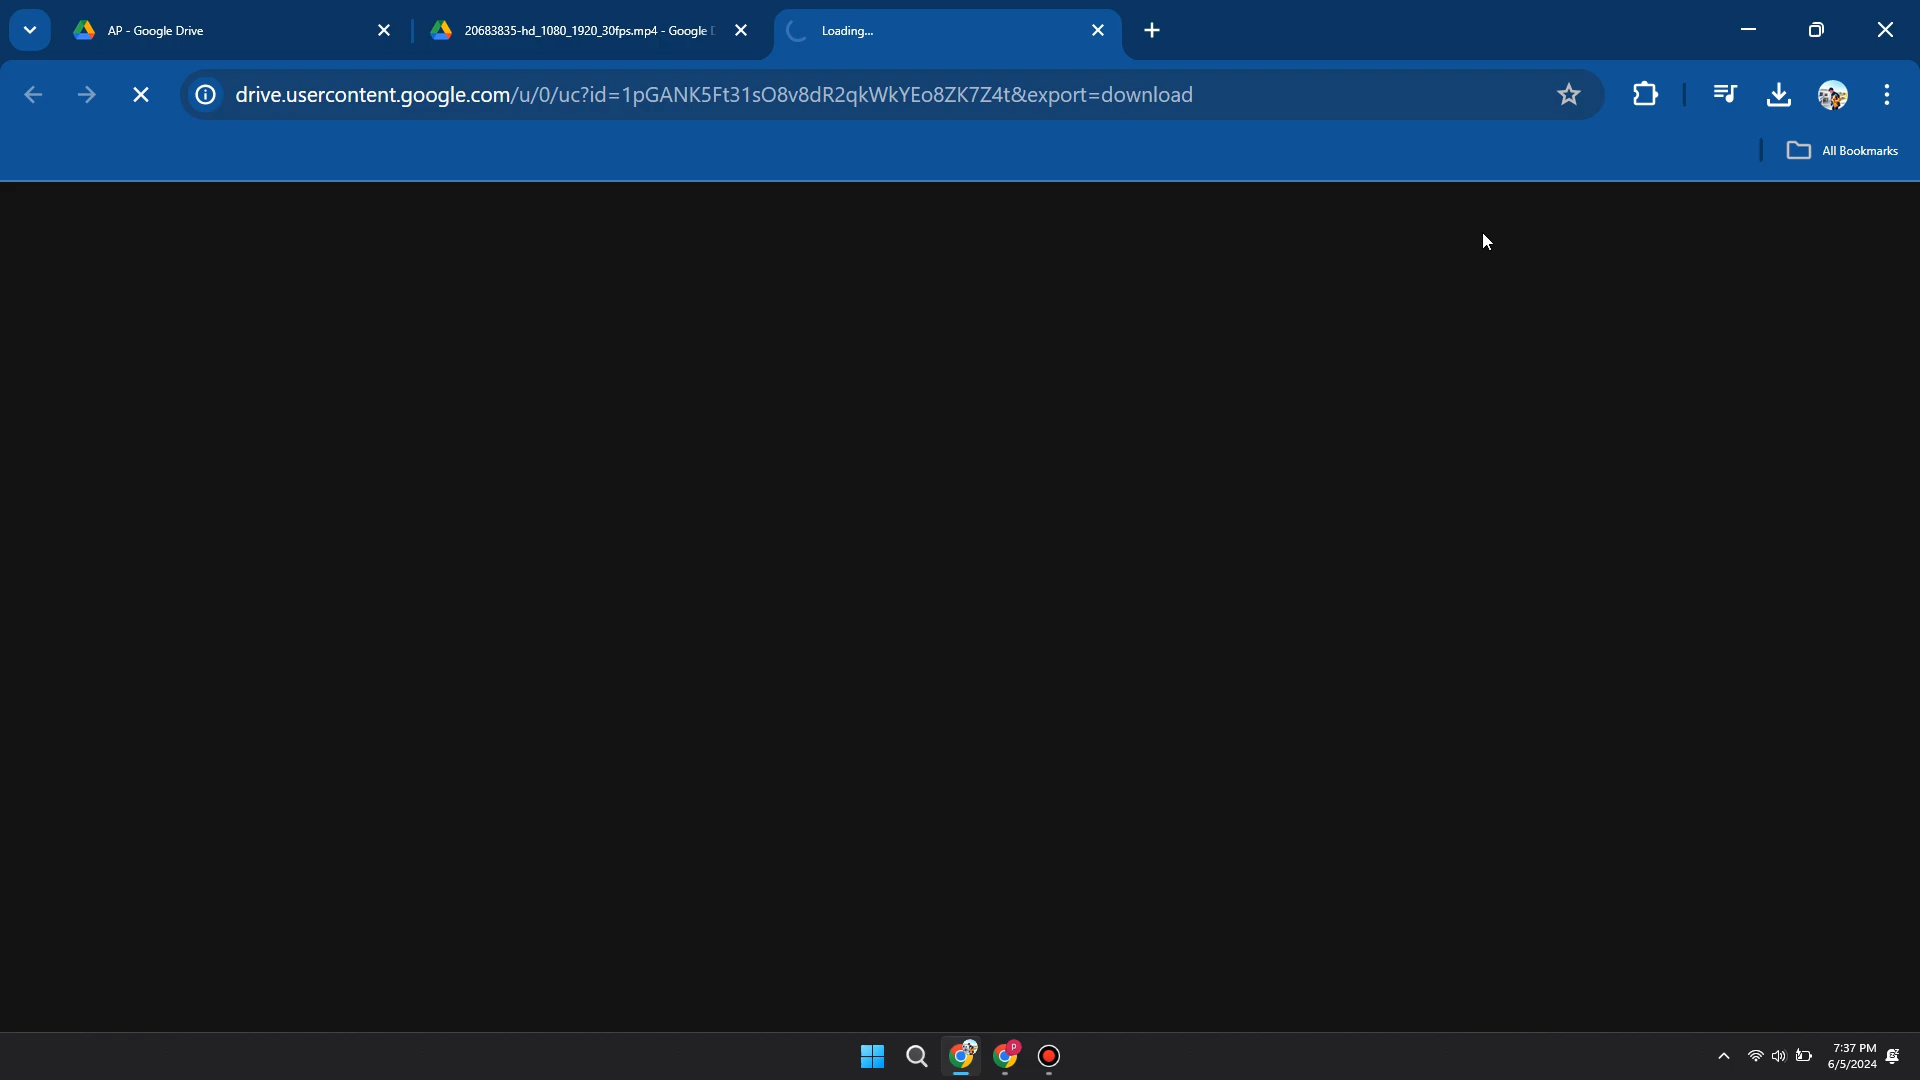 AP - Google Drive
20683835-hd_1080_1920_30fps.mp4 - Google
Loading...
drive.usercontent.google.com/u/0/uc?id=1pGANK5Ft31sO8v8dR2qkWkYEo8ZK7Z4t&export=download
All Bookmarks
P
7:37 PM
6/5/2024